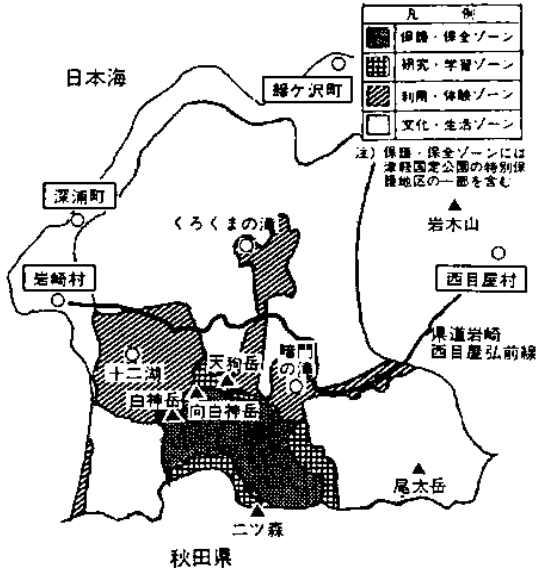 凡　例
保護・保全ゾーン
研究・学習ゾーン
利用・体験ゾーン
文化・生活ゾーン
注）保護・保全ゾーンには
津軽国定公園の特別保
護地区の一部を含む
日本海
鰺ケ沢町
深浦町
くろくまの滝
岩木山
岩崎村
西目屋村
県道岩崎
西目屋弘前線
天狗岳
暗門
の滝
十二湖
白神岳
向白神岳
尾太岳
二ツ森
秋田県